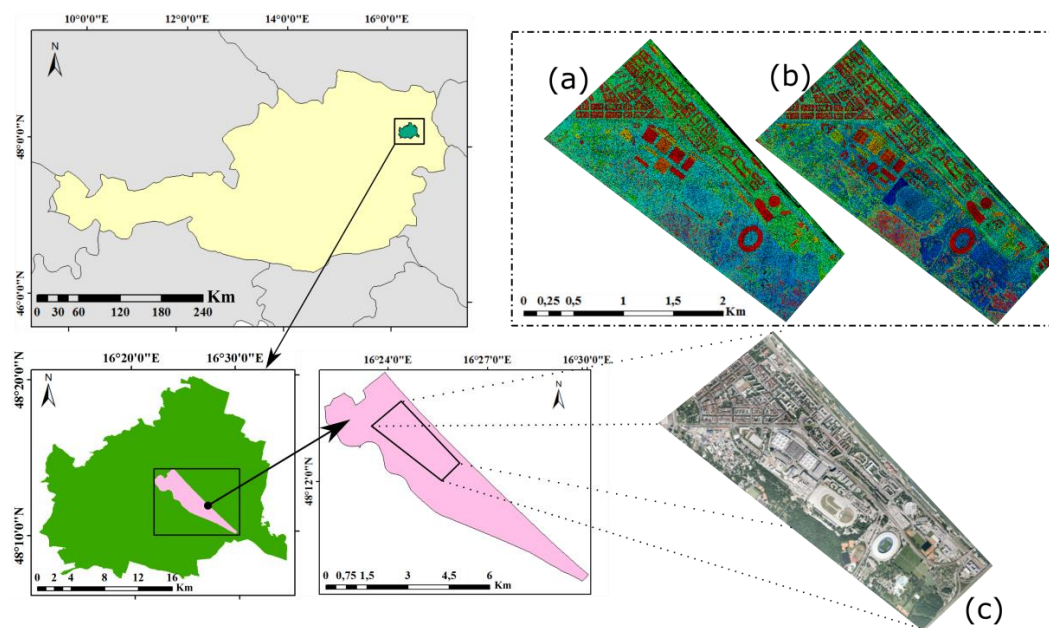 10°0'0"E 12°0'0"E 14°0'0"E 16°0'0"E
N
48°0'0"N
46°0'0"N
Km
0 30 60 120 180 240
(a)
(b)
0 0,25 0,5 1 1,5 2
Km
16°20'0"E 16°30'0"E
N
48°20'0"N
48°10'0"N
0 2 4 8 12 16
Km
16°24'0"E 16°27'0"E 16°30'0"E
N
48°12'0"N
0 0,75 1,5 3 4,5 6
Km
(c)